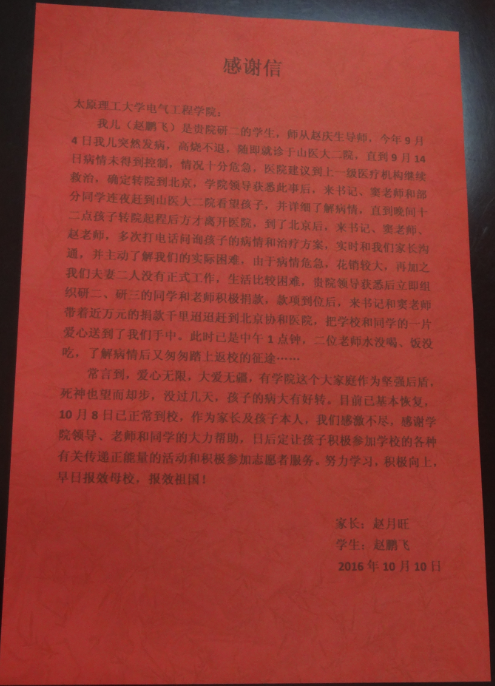 感谢信
太原理工大学电气工程学院：
我儿（赵鹏飞）是贵院研二的学生，师从赵庆生导师，今年9月
4日我儿突然发病，高烧不退，随即就诊于山医大二院，直到9月14
日病情未得到控制，情况十分危急，医院建议到上一级医疗机构继续
救治，确定转院到北京。学院领导获悉此事后，来书记、窦老师和部
分同学连夜赶到山医大二院看望孩子，并详细了解病情，直到晚间十
二点孩子转院起程后方才离开医院，到了北京后，来书记、窦老师、
赵老师，多次打电话问询孩子的病情和治疗方案，实时和我们家长沟
通，并主动了解我们的实际困难，由于病情危急，花销较大，再加之
我们夫妻二人没有正式工作，生活比较困难，贵院领导获悉后立即组
织研二、研三的同学和老师积极捐款，款项到位后，来书记和窦老师
带着近万元的捐款千里迢迢赶到北京协和医院，把学校和同学的一片
爱心送到了我们手中。此时已是中午1点钟，二位老师水没喝、饭没
吃，了解病情后又匆匆踏上返校的征途……
常言到，爱心无限，大爱无疆，有学院这个大家庭作为坚强后盾，
死神也望而却步，没过几天，孩子的病大有好转，目前已基本恢复，
10月8日已正常到校，作为家长及孩子本人，我们感激不尽，感谢学
院领导、老师和同学的大力帮助，日后定让孩子积极参加学校的各种
有关传递正能量的活动和积极参加志愿者服务。努力学习，积极向上，
早日报效母校，报效祖国！
家长：赵月旺
学生：赵鹏飞
2016年10月10日